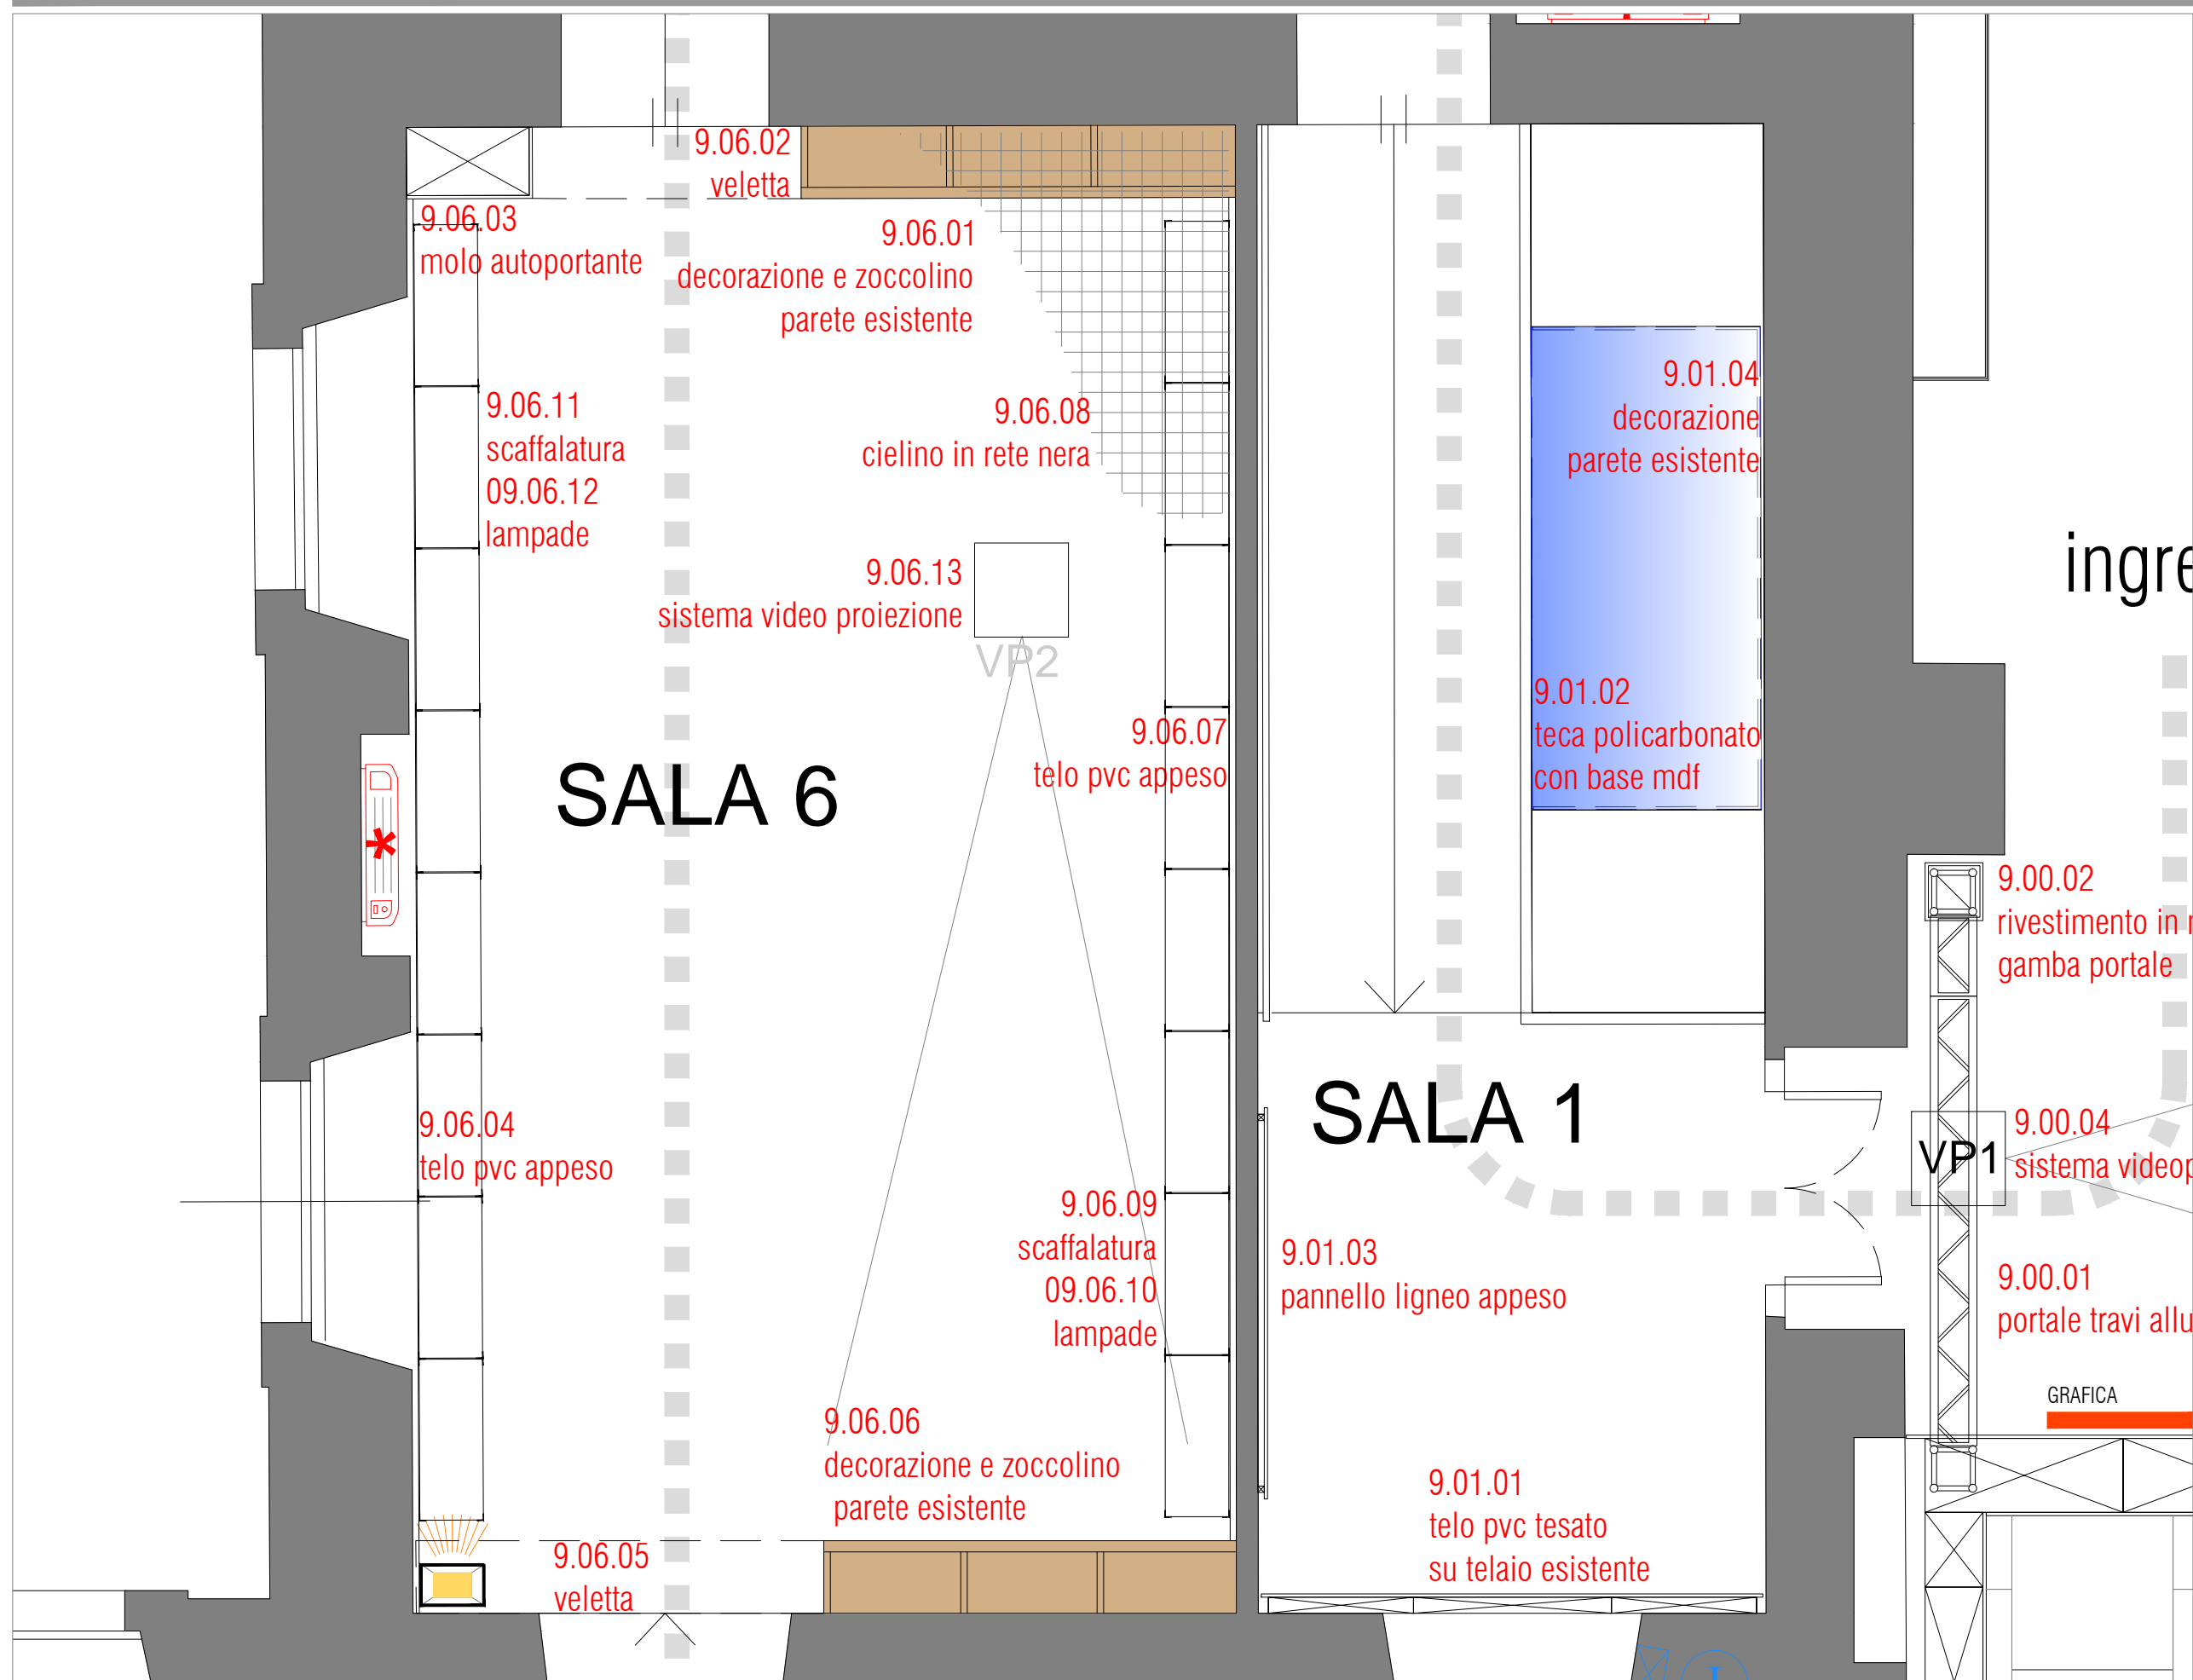 9.06.02
veletta
9.06.03
molo autoportante
9.06.01
decorazione e zoccolino
parete esistente
9.06.11
scaffalatura
09.06.12
lampade
9.06.08
cielino in rete nera
9.06.13
sistema video proiezione
VP2
9.06.07
telo pvc appeso
SALA 6
*
9.06.04
telo pvc appeso
9.06.09
scaffalatura
09.06.10
lampade
9.06.06
decorazione e zoccolino
parete esistente
9.06.05
veletta
9.01.04
decorazione
parete esistente
9.01.02
teca policarbonato
con base mdf
SALA 1
9.01.03
pannello ligneo appeso
9.01.01
telo pvc tesato
su telaio esistente
ingre
9.00.02
rivestimento in
gamba portale
VP1
9.00.04
sistema videop
9.00.01
portale travi allu
GRAFICA